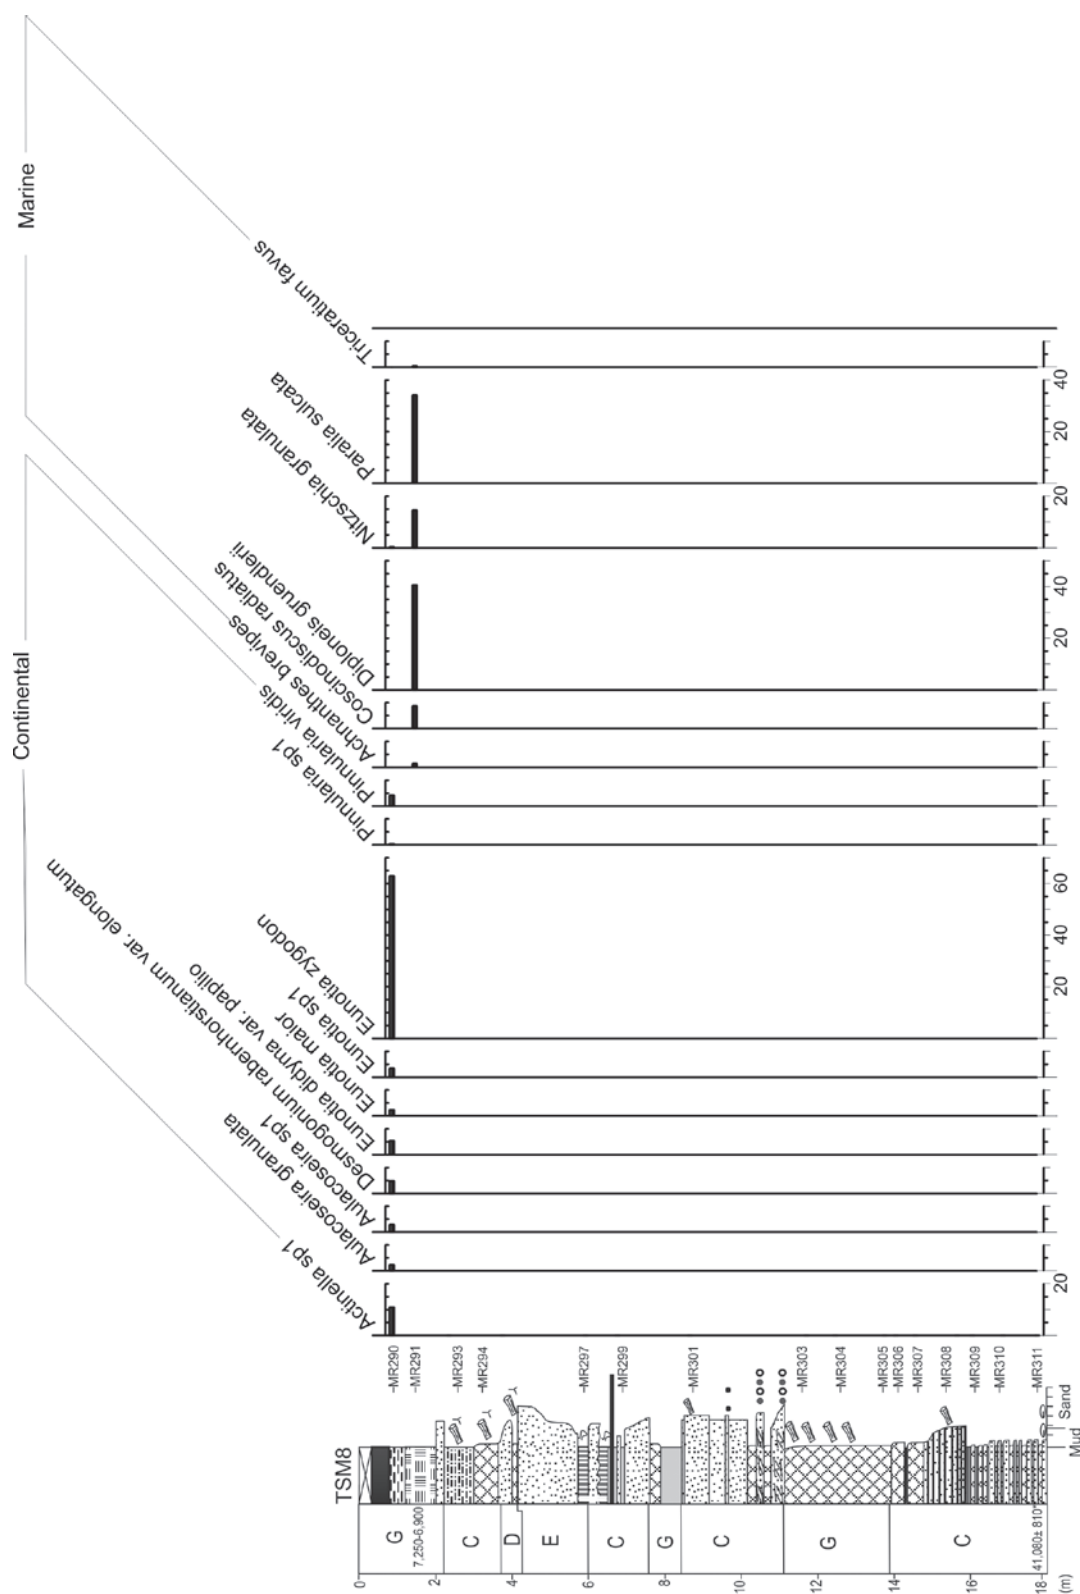 Continental
Marine
Actinella sp1
Aulacoseira granulata
Aulacoseira sp1
Desmogonium rabernhorstianum var. elongatum
Eunotia didyma var. papilio
Eunotia maior
Eunotia sp1
Eunotia zygodon
Pinnularia sp1
Pinnularia viridis
Achnanthes brevipes
Coscinodiscus radiatus
Diploneis gruendlerii
Nitzschia granulata
Paralia sulcata
Triceratium favus
TSM8
MR290
MR291
MR293
MR294
MR297
MR299
MR301
MR303
MR304
MR305
MR306
MR307
MR308
MR309
MR310
MR311
G
7,250-6,900
C
D
E
C
G
C
G
C
41,080± 810*
0
2
4
6
8
10
12
14
16
18
(m)
Mud
Sand
20
20
40
60
20
40
20
20
40